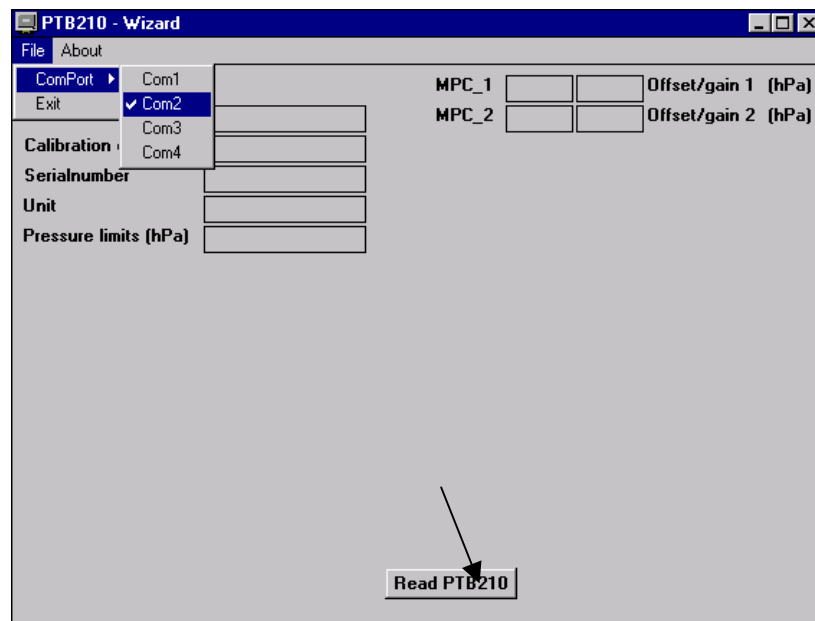 PTB210 - Wizard
File About
ComPort Com1
Exit Com2
Com3
Com4
MPC_1 Offset/gain 1 (hPa)
MPC_2 Offset/gain 2 (hPa)
Calibration
Serialnumber
Unit
Pressure limits (hPa)
Read PTB210